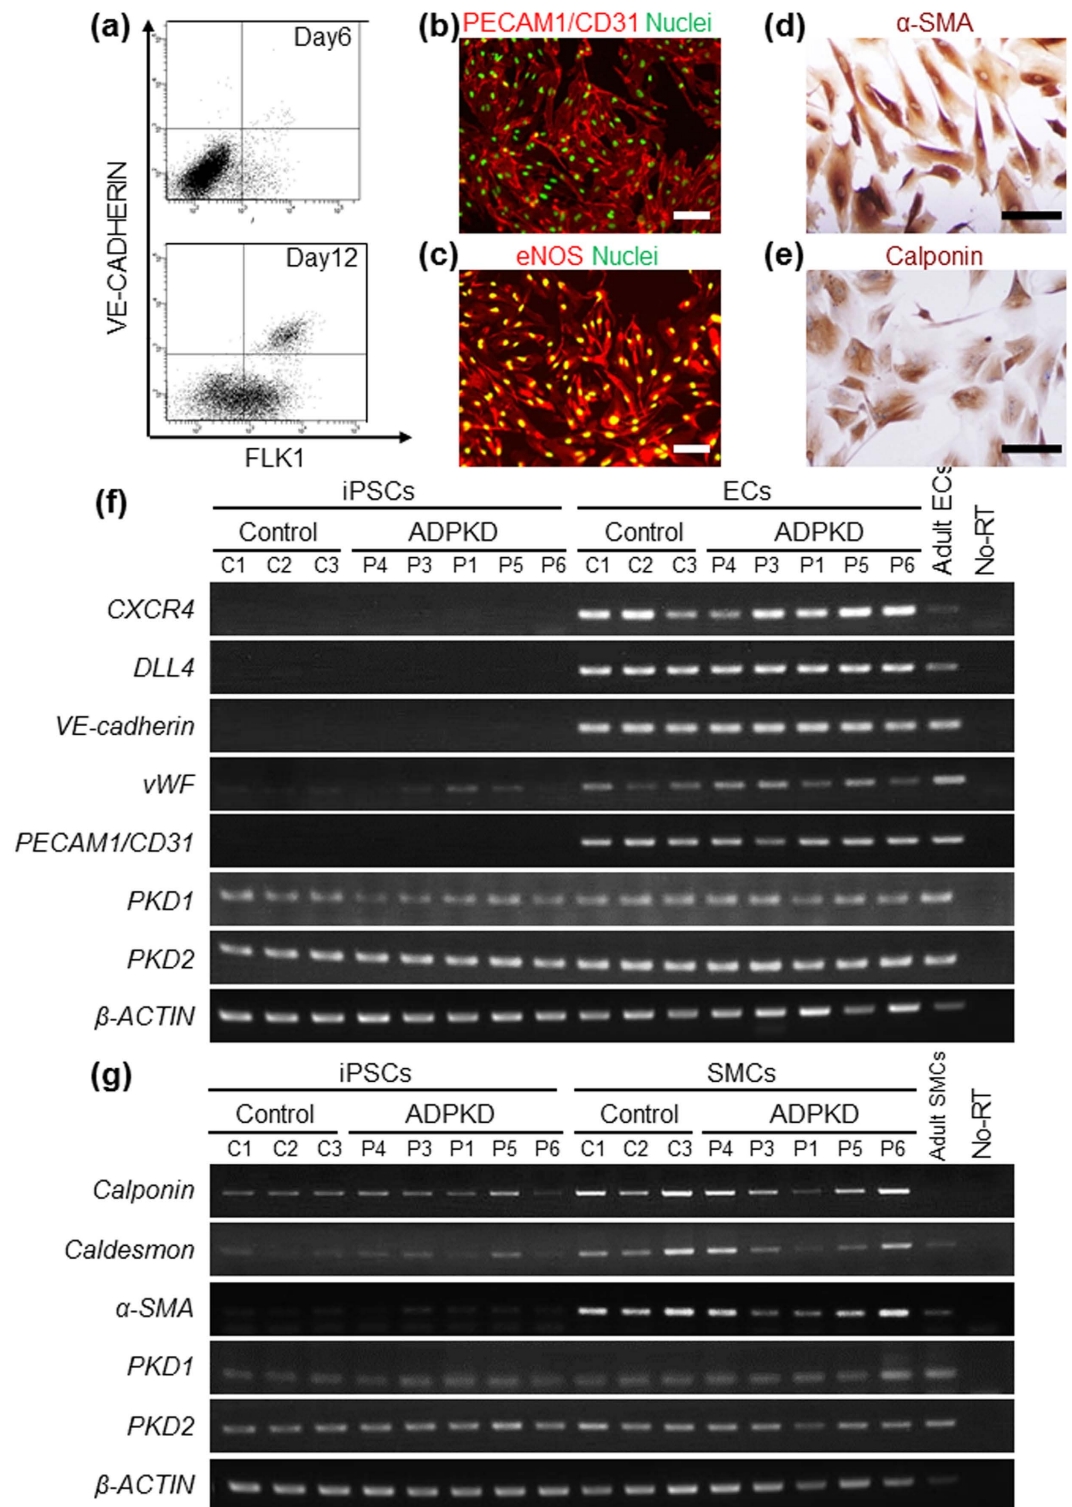 (a)
Day6
Day12
VE-CADHERIN
FLK1
(b) PECAM1/CD31 Nuclei
(c) eNOS Nuclei
(d) α-SMA
(e) Calponin
(f)
iPSCs ECs
Control ADPKD Control ADPKD Adult ECs No-RT
C1 C2 C3 P4 P3 P1 P5 P6 C1 C2 C3 P4 P3 P1 P5 P6
CXCR4
DLL4
VE-cadherin
vWF
PECAM1/CD31
PKD1
PKD2
β-ACTIN
(g)
iPSCs SMCs
Control ADPKD Control ADPKD Adult SMCs No-RT
C1 C2 C3 P4 P3 P1 P5 P6 C1 C2 C3 P4 P3 P1 P5 P6
Calponin
Caldesmon
α-SMA
PKD1
PKD2
β-ACTIN